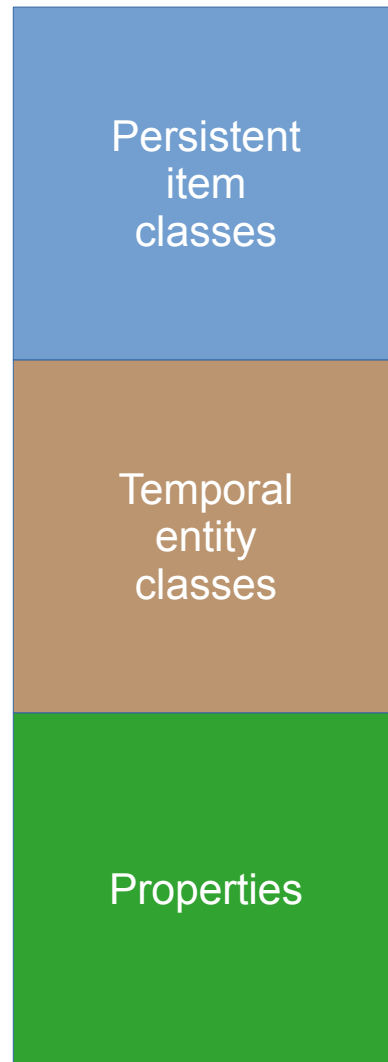 Persistent
item
classes
Temporal
entity
classes
Properties